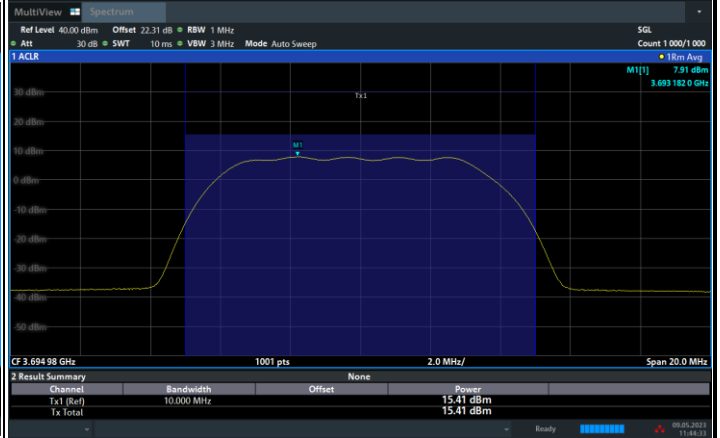 MultiView Spectrum
Ref Level 40.00 dBm Offset 22.31 dB RBW 1 MHz SGL
Att 30 dB SWT 10 ms VBW 3 MHz Mode Auto Sweep Count 1 000/1 000
1 ACLR 1Rm Avg
M1[1] 7.91 dBm
3.693 182 0 GHz
30 dBm
Tx1
20 dBm
10 dBm
M1
0 dBm
-10 dBm
-20 dBm
-30 dBm
-40 dBm
-50 dBm
CF 3.694 98 GHz 1001 pts 2.0 MHz/ Span 20.0 MHz
2 Result Summary None
Channel Bandwidth Offset Power
Tx1 (Ref) 10.000 MHz 15.41 dBm
Tx Total 15.41 dBm
Ready 09.05.2023
11:44:33